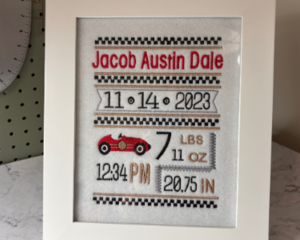 Jacob Austin Dale
11•14•2023
7 LBS
11 OZ
12:34 PM
20.75 IN